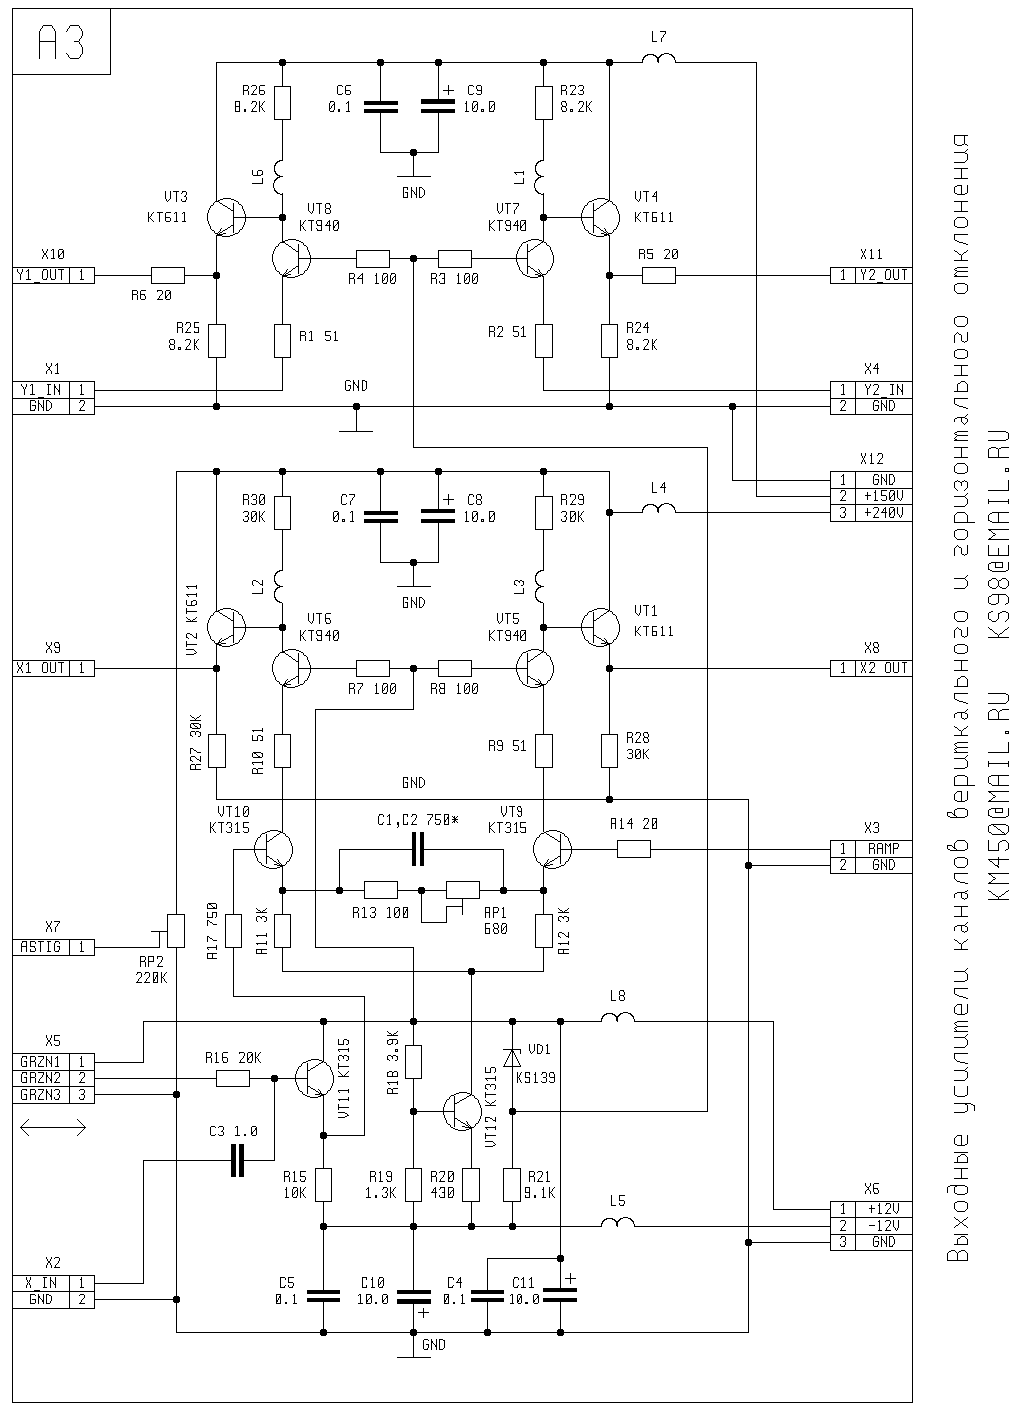 A3
L7
R26
8.2K
C6
0.1
+ C9
10.0
R23
8.2K
L6
GND
L1
VT3
KT611
VT8
KT940
VT7
KT940
VT4
KT611
X10
Y1_OUT 1
R6 20
R4 100
R3 100
R5 20
X11
1 Y2_OUT
R25
8.2K
R1 51
R2 51
R24
8.2K
X1
Y1_IN 1
GND 2
GND
X4
1 Y2_IN
2 GND
X12
1 GND
2 +150V
3 +240V
R30
30K
C7
0.1
+ C8
10.0
R29
30K
L4
VT2 KT611
L2
GND
L3
VT6
KT940
VT5
KT940
VT1
KT611
X9
X1 OUT 1
R7 100
R8 100
X8
1 X2 OUT
R27 30K
R10 51
R9 51
R28
30K
GND
VT10
KT315
C1,C2 750*
VT9
KT315
R14 20
X3
1 RAMP
2 GND
R17 750
R11 3K
R13 100
RP1
680
R12 3K
X7
ASTIG 1
RP2
220K
L8
X5
GRZN1 1
GRZN2 2
GRZN3 3
R16 20K
VT11 KT315
R18 3.9K
VT12 KT315
VD1
KS139
C3 1.0
R15
10K
R19
1.3K
R20
430
R21
9.1K
L5
X6
1 +12V
2 -12V
3 GND
X2
X_IN 1
GND 2
C5
0.1
C10
10.0
+
C4
0.1
C11
10.0
+
GND
Выходные усилители каналов вертикального и горизонтального отклонения
KM450@MAIL.RU KS98@EMAIL.RU